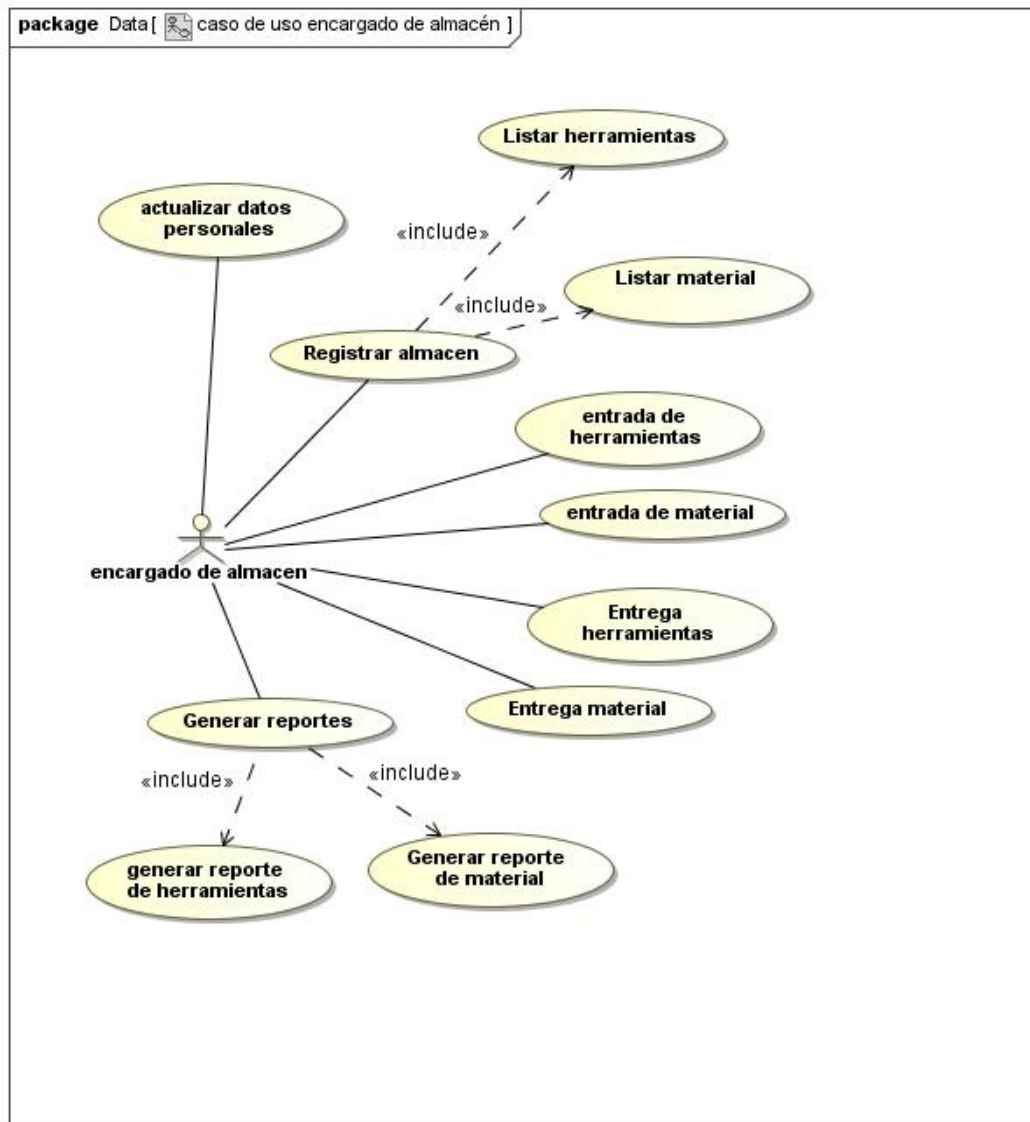 package Data [ caso de uso encargado de almacén ]
Listar herramientas
actualizar datos
personales
«include»
Listar material
«include»
Registrar almacen
entrada de
herramientas
entrada de material
encargado de almacen
Entrega
herramientas
Entrega material
Generar reportes
«include»
«include»
generar reporte
de herramientas
Generar reporte
de material